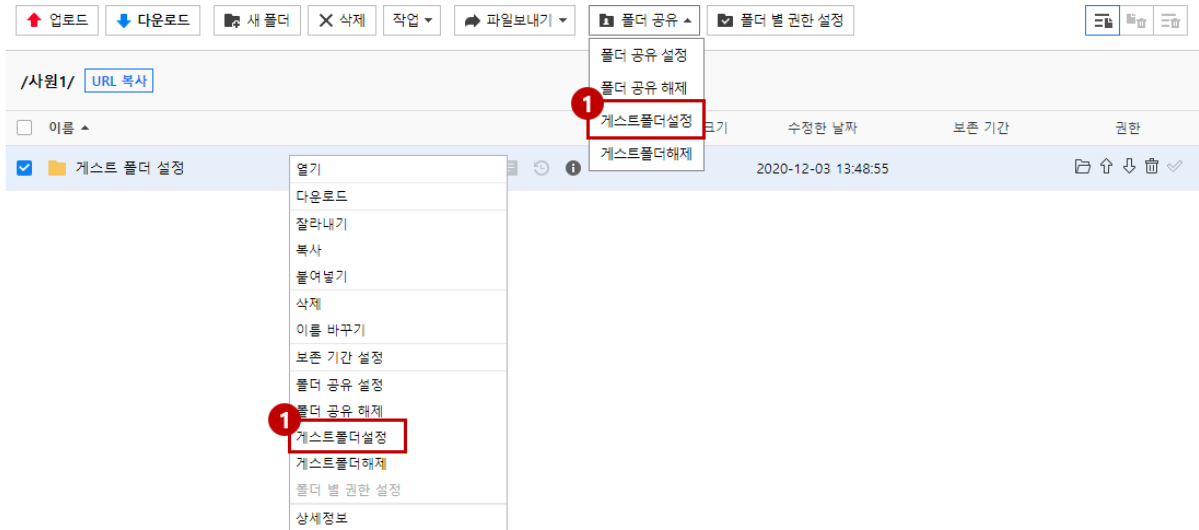 업로드 다운로드 새 폴더 삭제 작업 파일보내기 폴더 공유 폴더 별 권한 설정
폴더 공유 설정
폴더 공유 해제
1 게스트폴더설정
게스트폴더해제
/사원1/ URL 복사
이름 크기 수정한 날짜 보존 기간 권한
게스트 폴더 설정 2020-12-03 13:48:55
열기
다운로드
잘라내기
복사
붙여넣기
삭제
이름 바꾸기
보존 기간 설정
폴더 공유 설정
폴더 공유 해제
1 게스트폴더설정
게스트폴더해제
폴더 별 권한 설정
상세정보